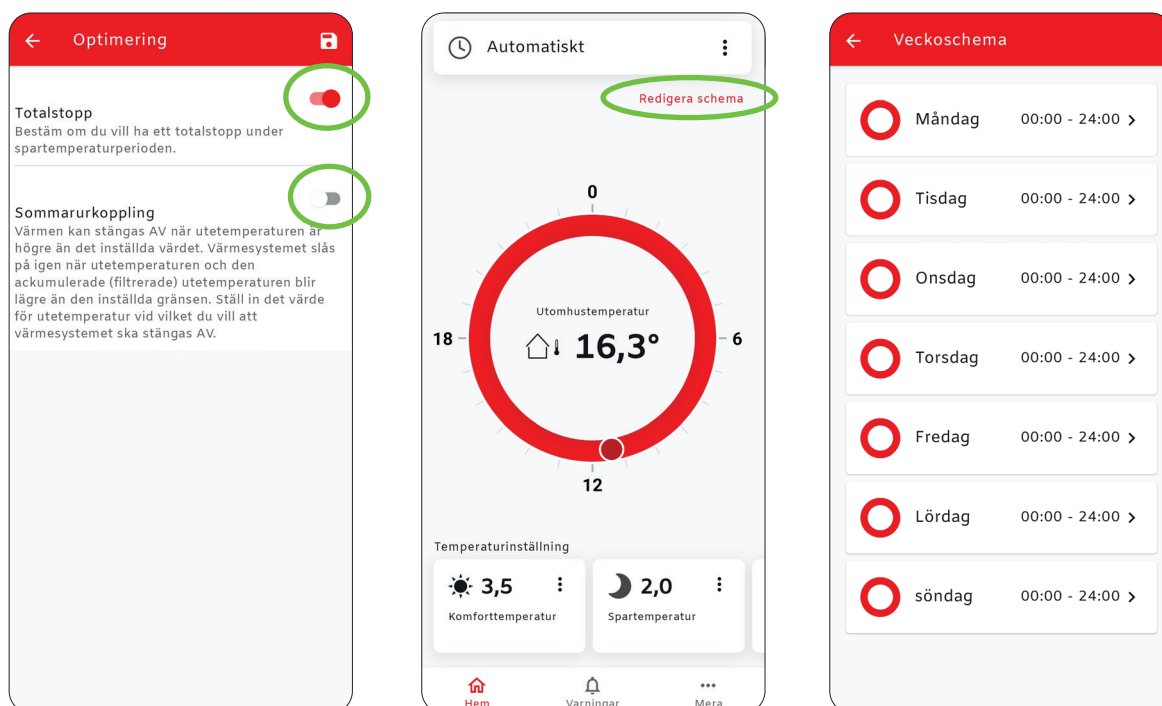 Optimering
Totalstopp
Bestäm om du vill ha ett totalstopp under
spartemperaturperioden.
Sommarurkoppling
Värmen kan stängas AV när utetemperaturen är
högre än det inställda värdet. Värmesystemet slås
på igen när utetemperaturen och den
ackumulerade (filtrerade) utetemperaturen blir
lägre än den inställda gränsen. Ställ in det värde
för utetemperatur vid vilket du vill att
värmesystemet ska stängas AV.
Automatiskt
Redigera schema
0
Utomhustemperatur
18
16,3°
6
12
Temperaturinställning
3,5
2,0
Komforttemperatur
Spartemperatur
Hem
Varningar
Mera
Veckoschema
Måndag 00:00 - 24:00
Tisdag 00:00 - 24:00
Onsdag 00:00 - 24:00
Torsdag 00:00 - 24:00
Fredag 00:00 - 24:00
Lördag 00:00 - 24:00
söndag 00:00 - 24:00